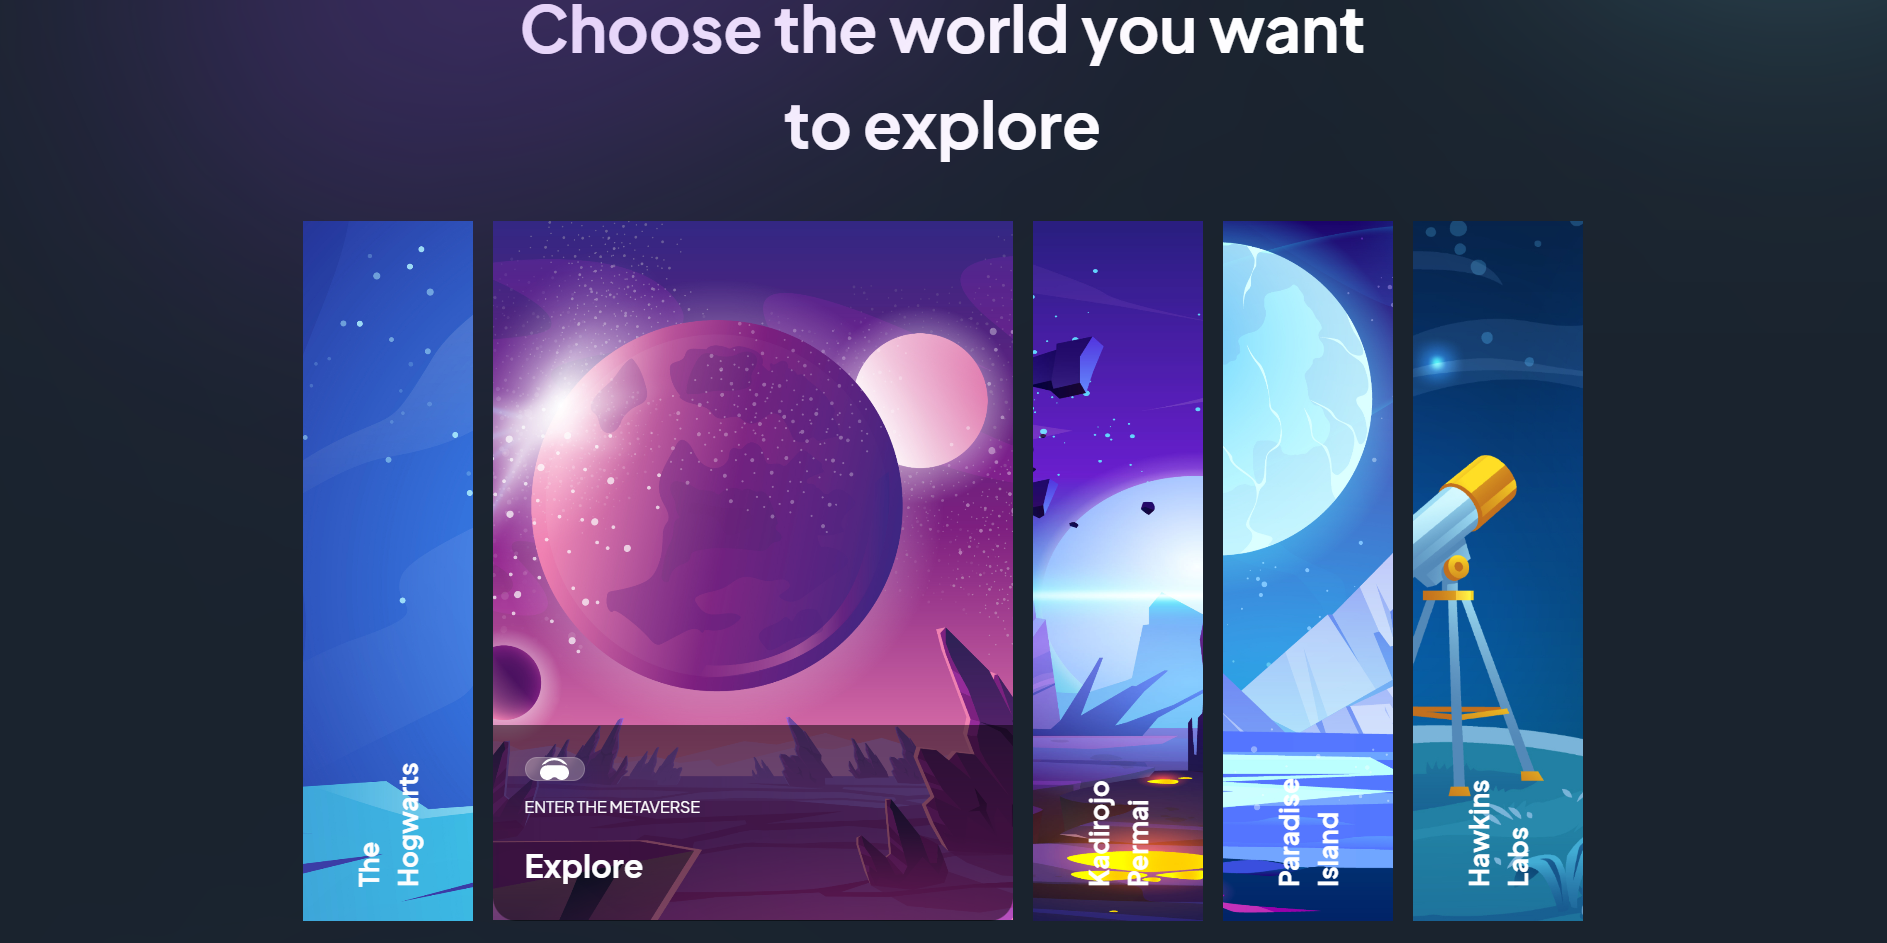 Choose the world you want
to explore
The
Hogwarts
ENTER THE METAVERSE
Explore
Kadirojo
Permai
Paradise
Island
Hawkins
Labs